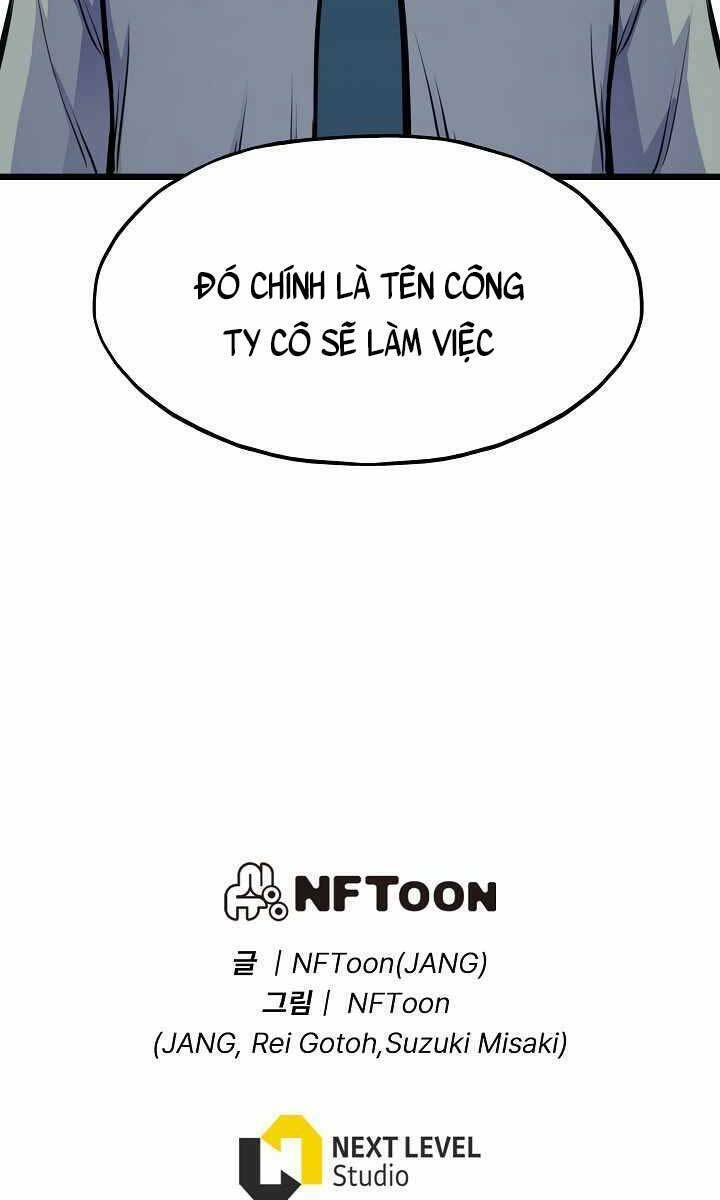 ĐÓ CHÍNH LÀ TÊN CÔNG
TY CÔ SẼ LÀM VIỆC
NFTOON
글 | NFToon(JANG)
그림 | NFToon
(JANG, Rei Gotoh,Suzuki Misaki)
NEXT LEVEL
Studio